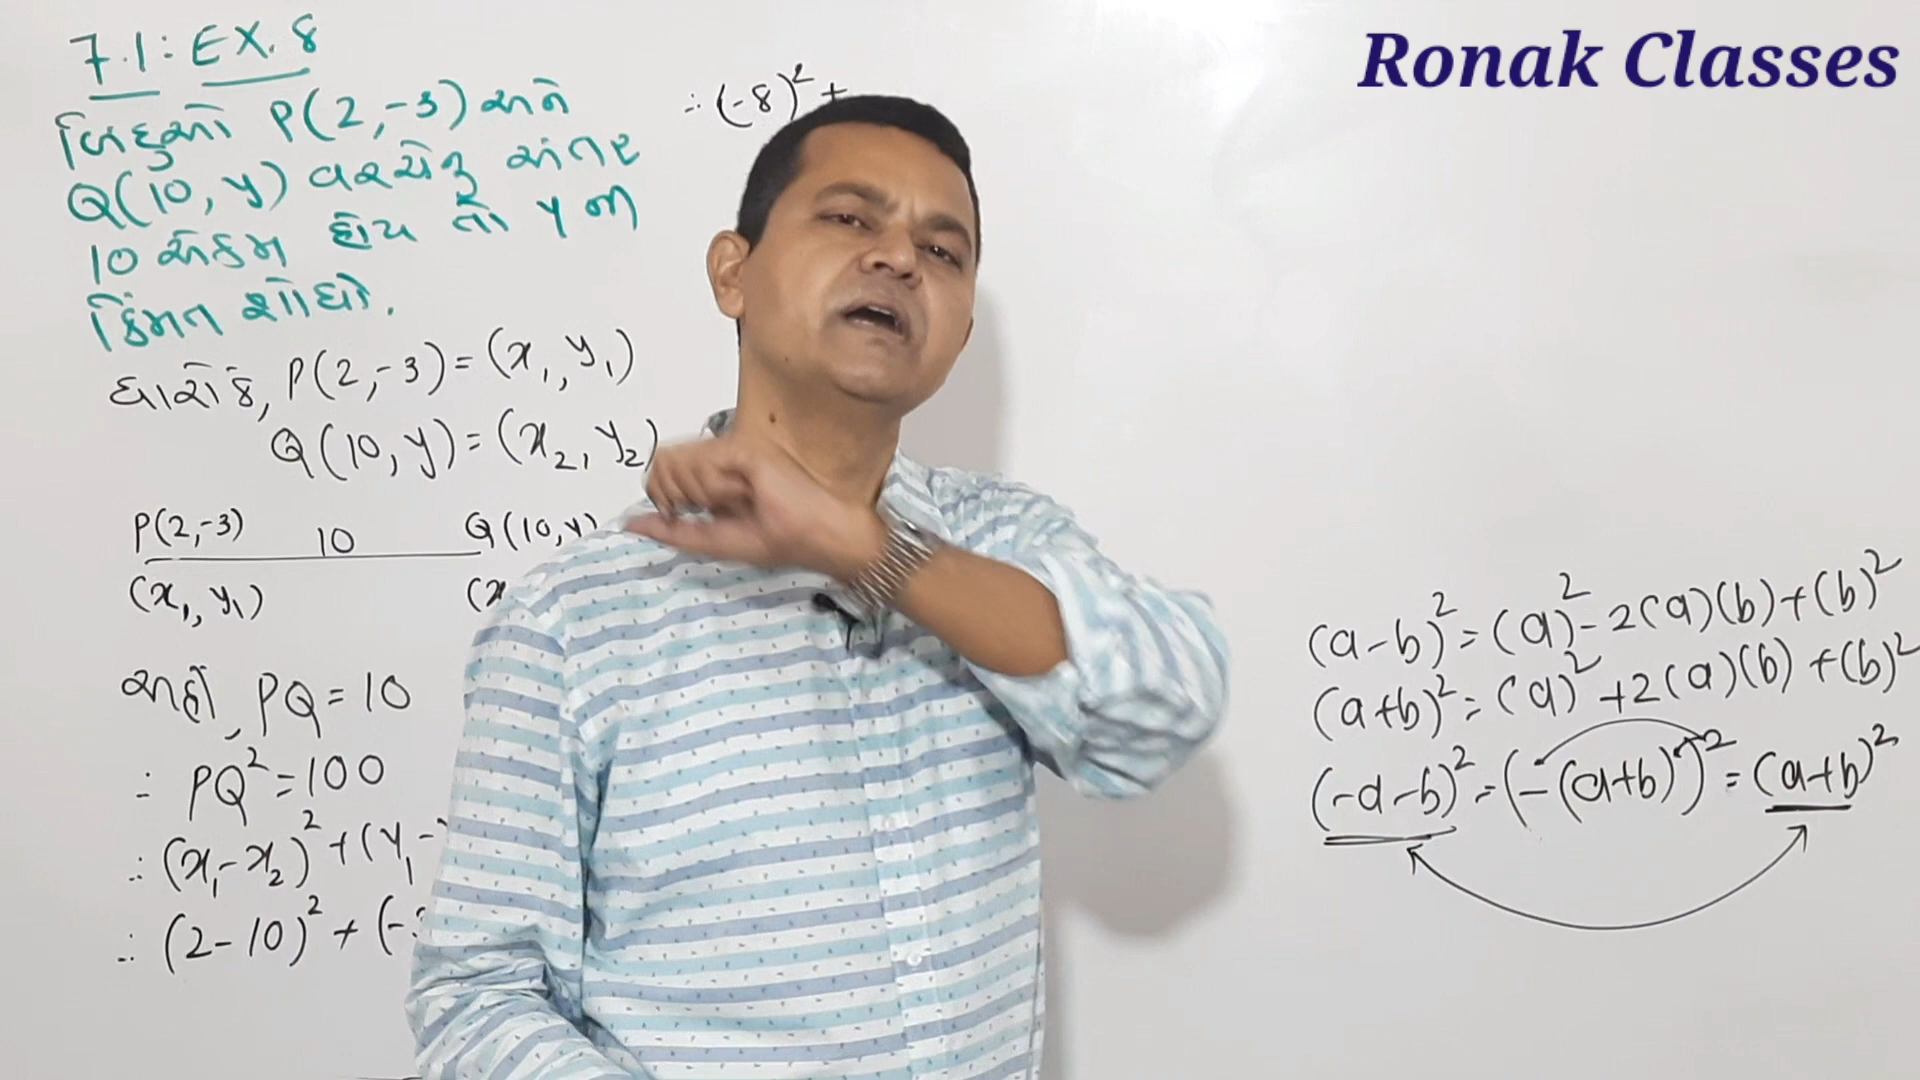 7.1: EX. 8
બિંદુઓ P(2,-3) અને
Q(10, y) વચ્ચેનું અંતર
10 એકમ હોય તો y ની
કિંમત શોધો.
ધારોકે, P(2,-3) = (x₁, y₁)
Q(10, y) = (x₂, y₂)
P(2,-3) 10 Q(10, y)
(x₁, y₁) (x
અહીં, PQ = 10
∴ PQ² = 100
∴ (x₁-x₂)² + (y₁-
∴ (2-10)² + (-3
∴ (-8)² +
Ronak Classes
(a-b)² = (a)² - 2(a)(b) + (b)²
(a+b)² = (a)² + 2(a)(b) + (b)²
(-a-b)² = (-(a+b))² = (a+b)²